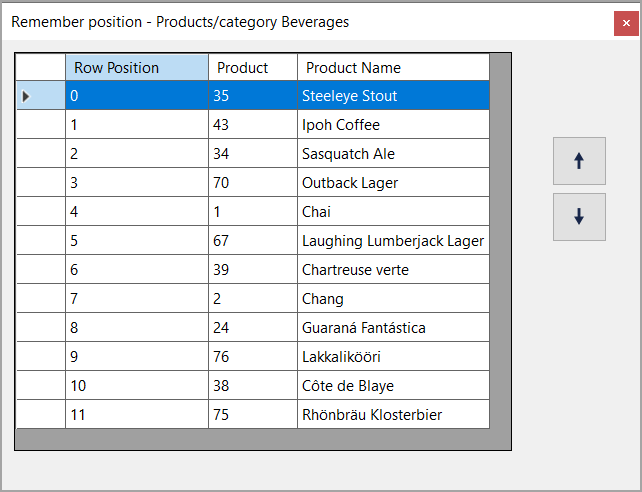 Remember position - Products/category Beverages
Row Position Product Product Name
0 35 Steeleye Stout
1 43 Ipoh Coffee
2 34 Sasquatch Ale
3 70 Outback Lager
4 1 Chai
5 67 Laughing Lumberjack Lager
6 39 Chartreuse verte
7 2 Chang
8 24 Guaraná Fantástica
9 76 Lakkalikööri
10 38 Côte de Blaye
11 75 Rhönbräu Klosterbier